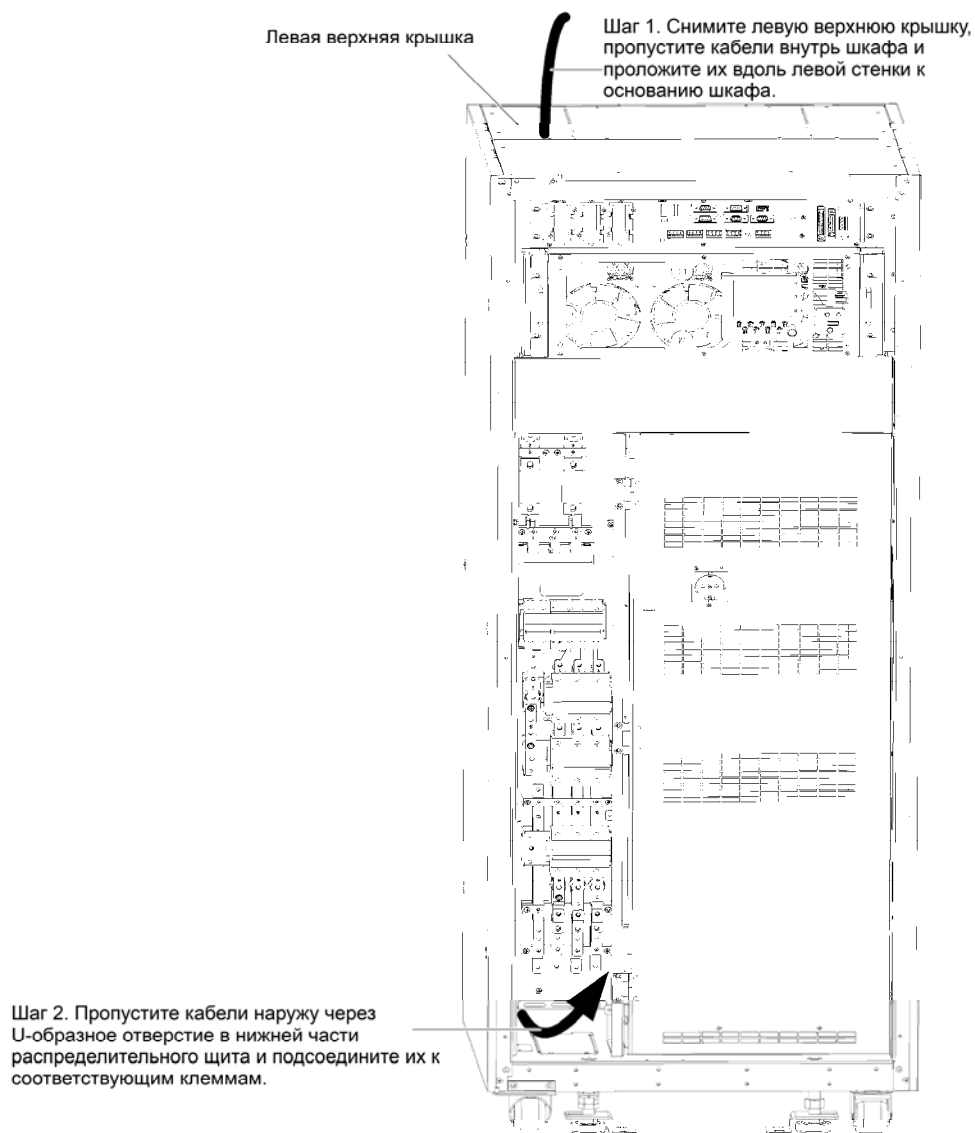 Левая верхняя крышка
Шаг 1. Снимите левую верхнюю крышку,
пропустите кабели внутрь шкафа и
проложите их вдоль левой стенки к
основанию шкафа.
Шаг 2. Пропустите кабели наружу через
U-образное отверстие в нижней части
распределительного щита и подсоедините их к
соответствующим клеммам.